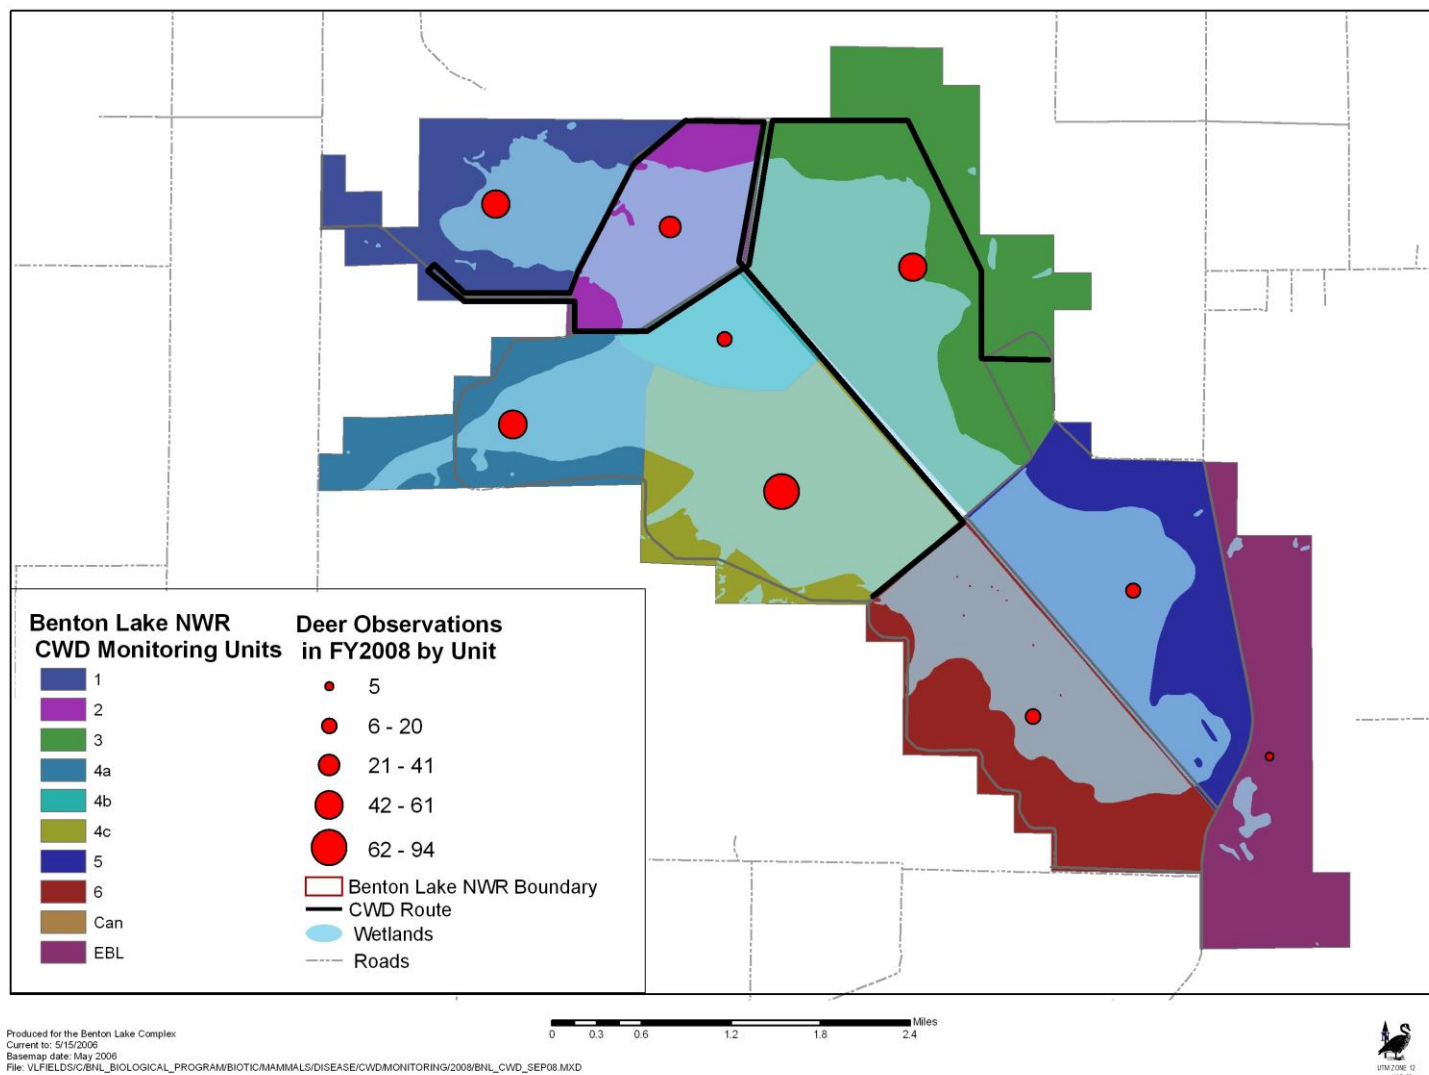 Benton Lake NWR
CWD Monitoring Units
1
2
3
4a
4b
4c
5
6
Can
EBL
Deer Observations
in FY2008 by Unit
5
6 - 20
21 - 41
42 - 61
62 - 94
Benton Lake NWR Boundary
CWD Route
Wetlands
Roads
Produced for the Benton Lake Complex
Current to: 5/15/2006
Basemap date: May 2006
File: VLFIELDS/C/BNL_BIOLOGICAL_PROGRAM/BIOTIC/MAMMALS/DISEASE/CWD/MONITORING/2008/BNL_CWD_SEP08.MXD
0 0.3 0.6 1.2 1.8 2.4 Miles
UTM ZONE 12